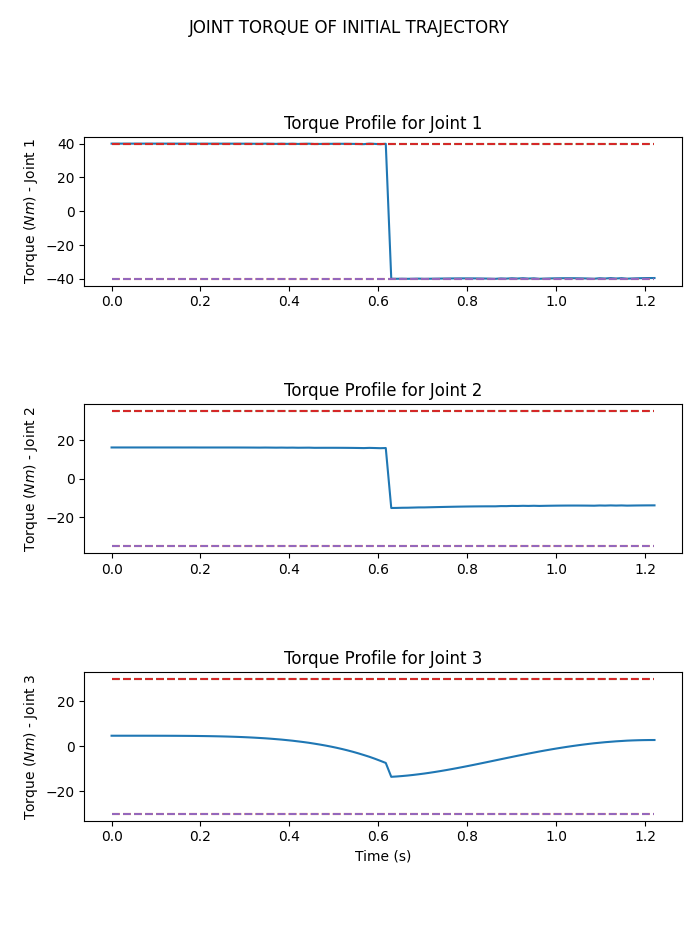 JOINT TORQUE OF INITIAL TRAJECTORY
Torque Profile for Joint 1
Torque (Nm) - Joint 1
40
20
0
−20
−40
0.0 0.2 0.4 0.6 0.8 1.0 1.2
Torque Profile for Joint 2
Torque (Nm) - Joint 2
20
0
−20
0.0 0.2 0.4 0.6 0.8 1.0 1.2
Torque Profile for Joint 3
Torque (Nm) - Joint 3
20
0
−20
0.0 0.2 0.4 0.6 0.8 1.0 1.2
Time (s)